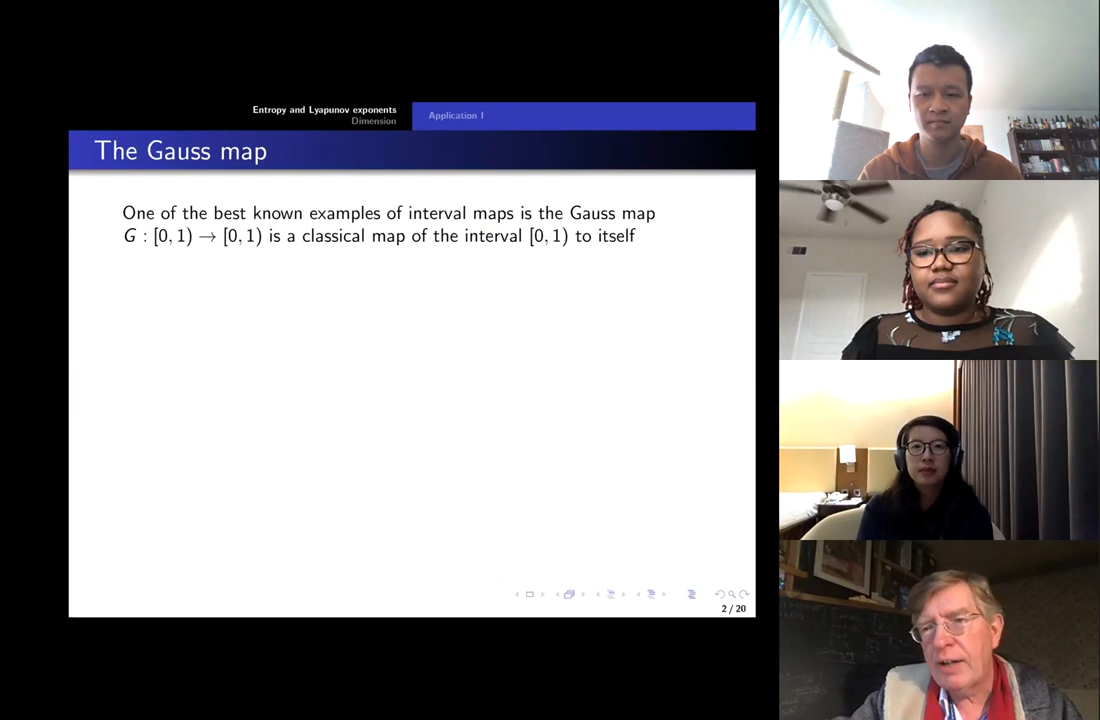 Entropy and Lyapunov exponents
Dimension
Application I
The Gauss map
One of the best known examples of interval maps is the Gauss map
G : [0, 1) → [0, 1) is a classical map of the interval [0, 1) to itself
2 / 20